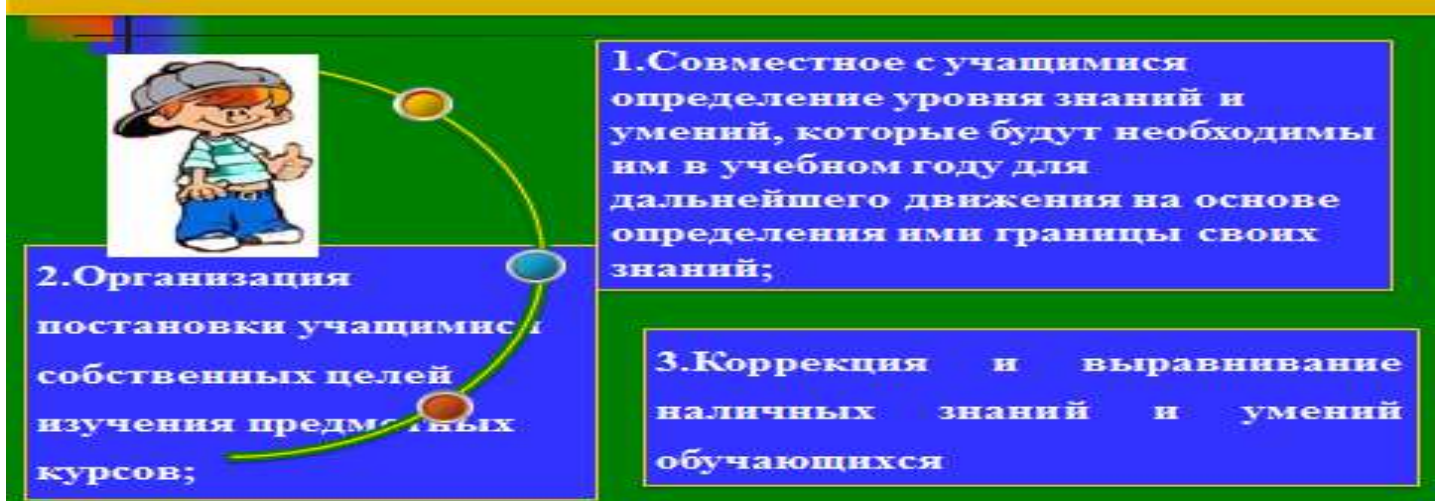 1.Совместное с учащимися
определение уровня знаний и
умений, которые будут необходимы
им в учебном году для
дальнейшего движения на основе
определения ими границы своих
знаний;
2.Организация
постановки учащимися
собственных целей
изучения предметных
курсов;
3.Коррекция и выравнивание
наличных знаний и умений
обучающихся